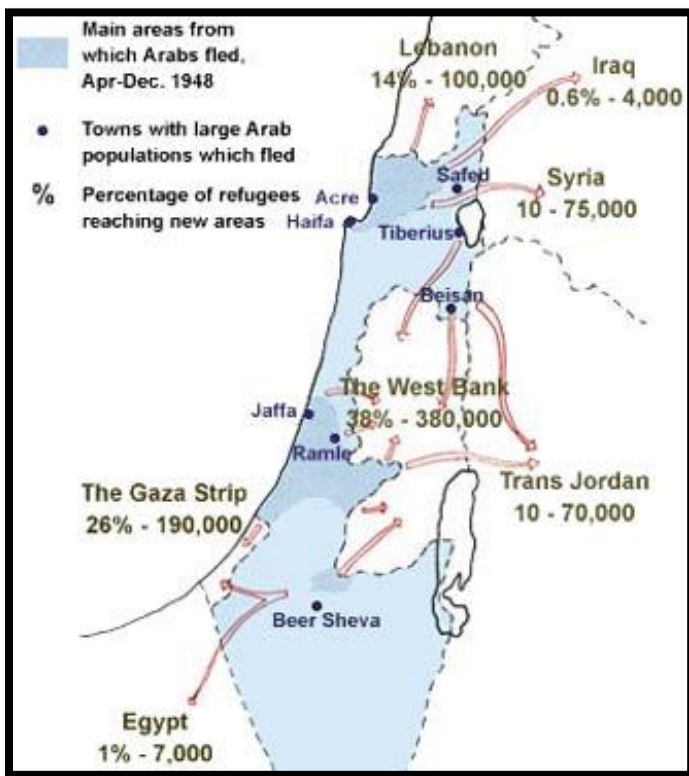 Main areas from
which Arabs fled,
Apr-Dec. 1948
Towns with large Arab
populations which fled
% Percentage of refugees
reaching new areas
Lebanon
14% - 100,000
Iraq
0.6% - 4,000
Syria
10 - 75,000
Safed
Acre
Haifa
Tiberius
Beisan
The West Bank
38% - 380,000
Jaffa
Ramle
The Gaza Strip
26% - 190,000
Trans Jordan
10 - 70,000
Beer Sheva
Egypt
1% - 7,000